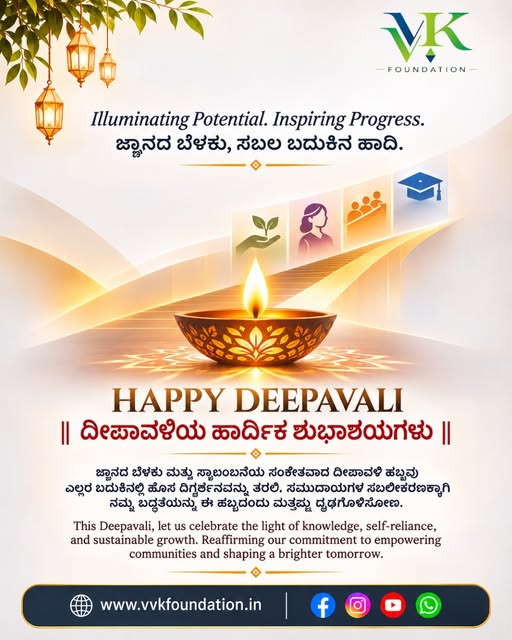 VVK
FOUNDATION
Illuminating Potential. Inspiring Progress.
ಜ್ಞಾನದ ಬೆಳಕು, ಸಬಲ ಬದುಕಿನ ಹಾದಿ.
HAPPY DEEPAVALI
|| ದೀಪಾವಳಿಯ ಹಾರ್ದಿಕ ಶುಭಾಶಯಗಳು ||
ಜ್ಞಾನದ ಬೆಳಕು ಮತ್ತು ಸ್ವಾಬಂಬನೆಯ ಸಂಕೇತವಾದ ದೀಪಾವಳಿ ಹಬ್ಬವು
ಎಲ್ಲರ ಬದುಕಿನಲ್ಲಿ ಹೊಸ ದಿಗ್ದರ್ಶನವನ್ನು ತರಲಿ. ಸಮುದಾಯಗಳ ಸಬಲೀಕರಣಕ್ಕಾಗಿ
ನಮ್ಮ ಬದ್ಧತೆಯನ್ನು ಈ ಹಬ್ಬದಂದು ಮತ್ತಷ್ಟು ದೃಢಗೊಳಿಸೋಣ.
This Deepavali, let us celebrate the light of knowledge, self-reliance,
and sustainable growth. Reaffirming our commitment to empowering
communities and shaping a brighter tomorrow.
www.vvkfoundation.in